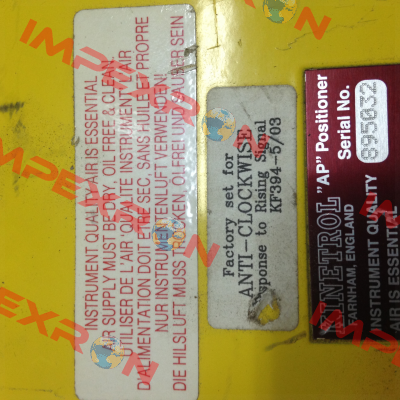 INSTRUMENT QUALITY AIR IS ESSENTIAL
AIR SUPPLY MUST BE DRY, OIL FREE & CLEAN
UTILISER DE L'AIR 'QUALITE INSTRUMENT' L'AIR
D'ALIMENTATION DOIT ETRE SEC, SANS HUILE ET PROPRE
NUR INSTRUMENTENLUFT VERWENDEN!
DIE HILSLUFT MUSS TROCKEN, ÖLFREI UND SAUBER SEIN
Factory set for
ANTI-CLOCKWISE
sponse to Rising Signal
KF394-5/03
KINETROL "AP" Positioner
FARNHAM, ENGLAND Serial No.
895032
INSTRUMENT QUALITY
AIR IS ESSENTIAL
IMPEXRON